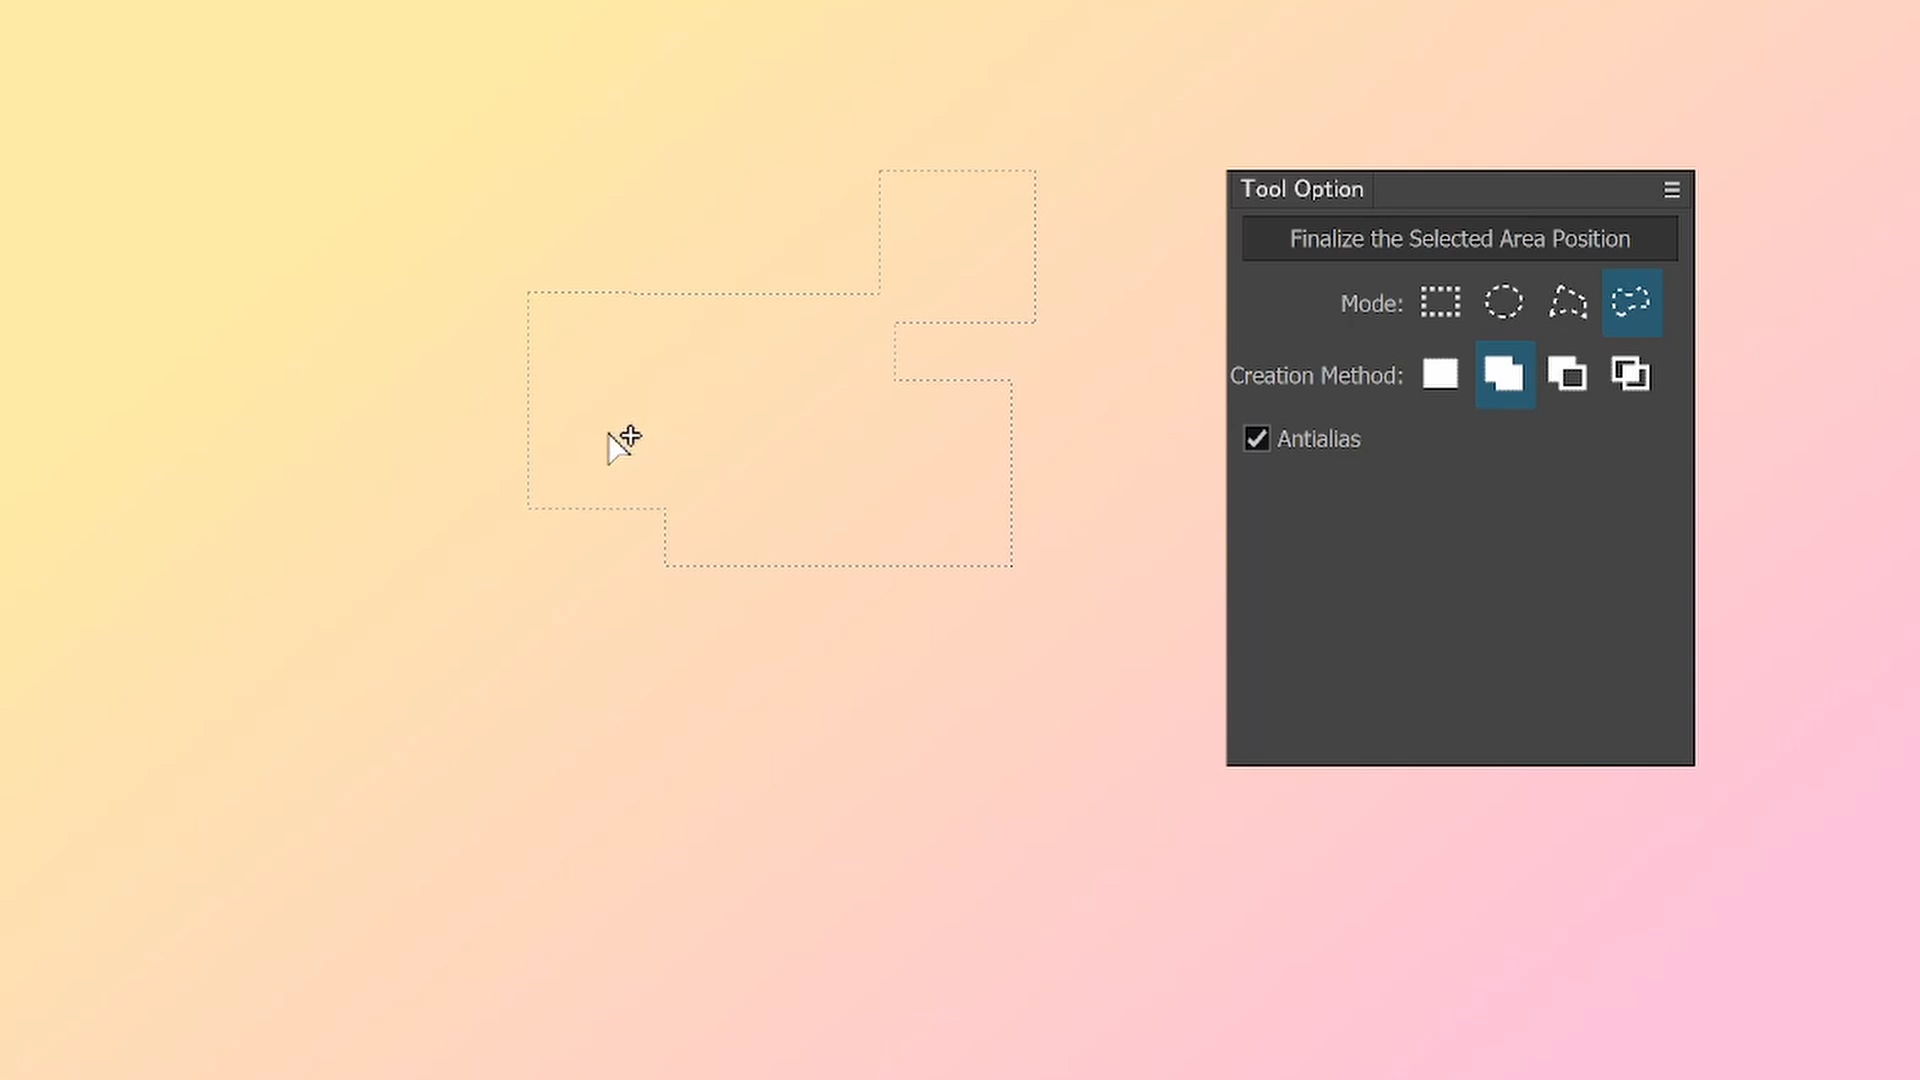 Tool Option
Finalize the Selected Area Position
Mode:
Creation Method:
Antialias